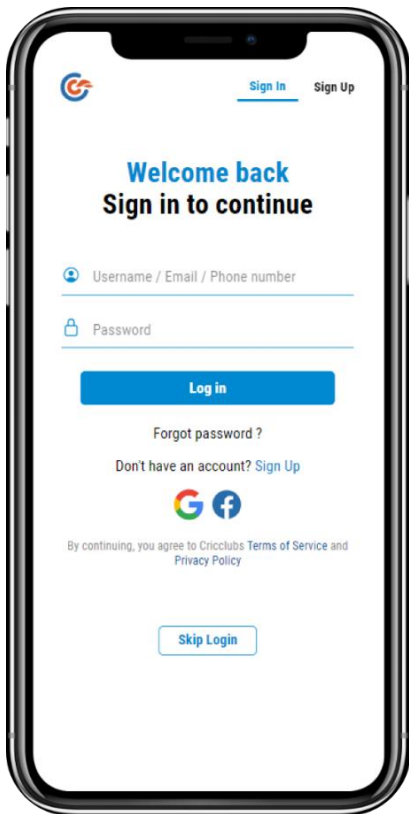 Sign In Sign Up
Welcome back
Sign in to continue
Username / Email / Phone number
Password
Log in
Forgot password ?
Don't have an account? Sign Up
By continuing, you agree to Cricclubs Terms of Service and
Privacy Policy
Skip Login